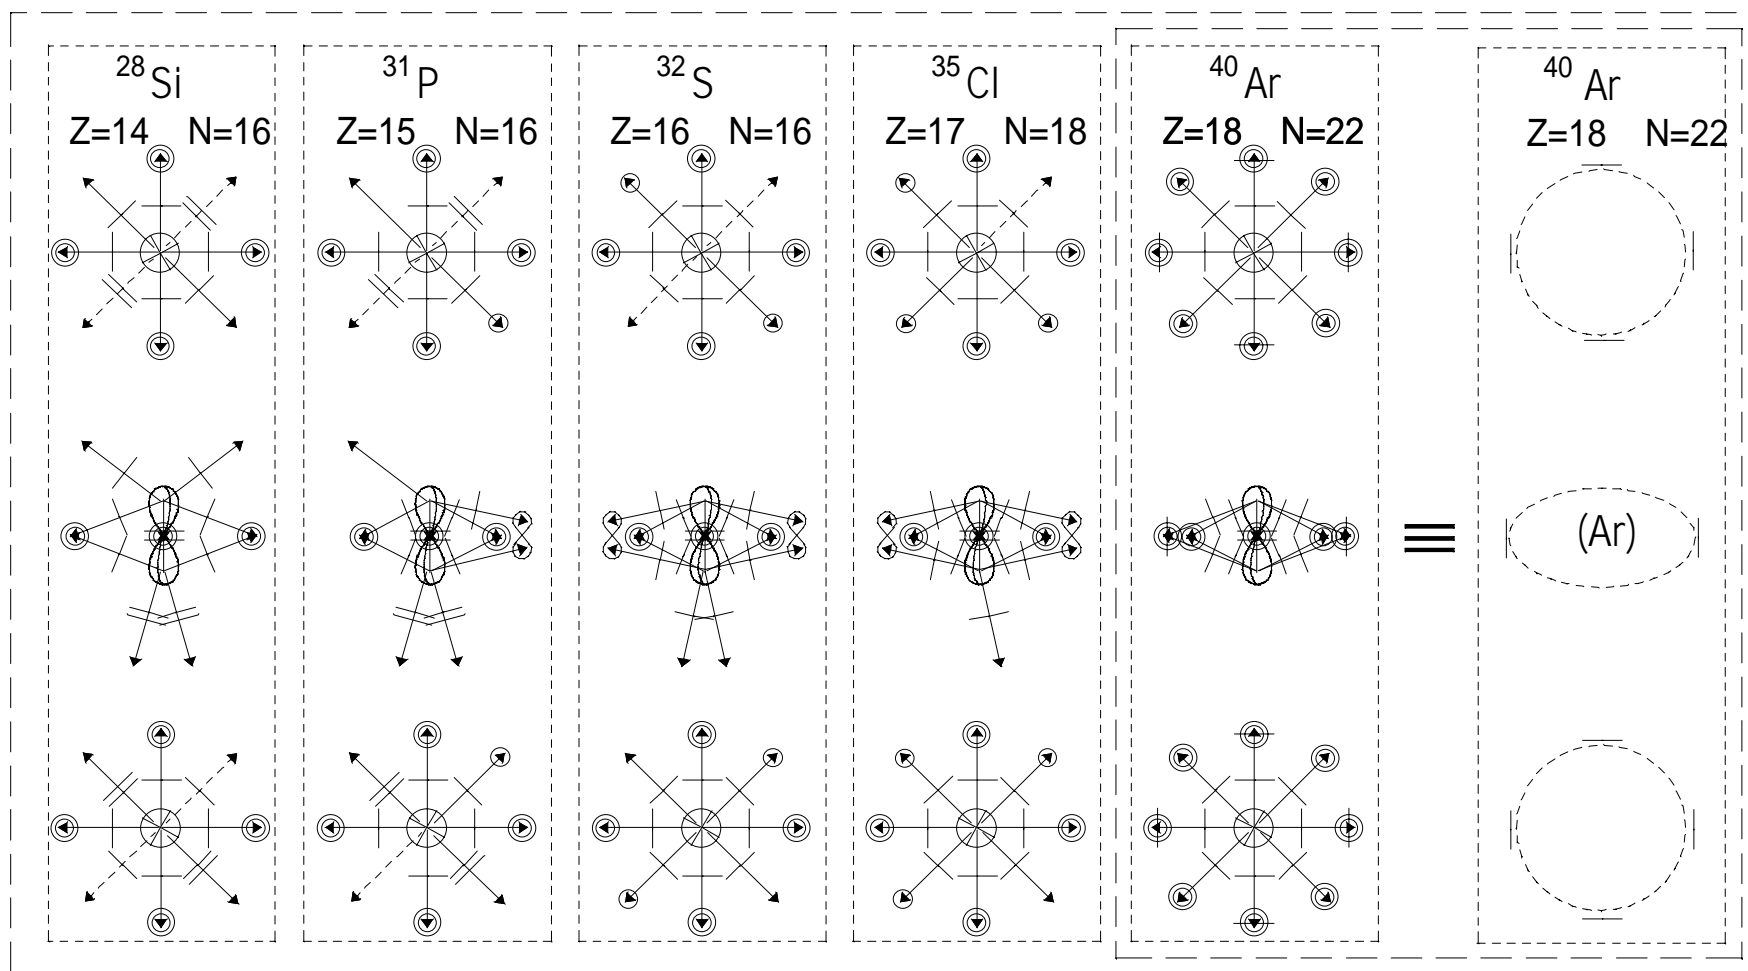 28Si
Z=14 N=16
31P
Z=15 N=16
32S
Z=16 N=16
35Cl
Z=17 N=18
40Ar
Z=18 N=22
40Ar
Z=18 N=22
≡
(Ar)